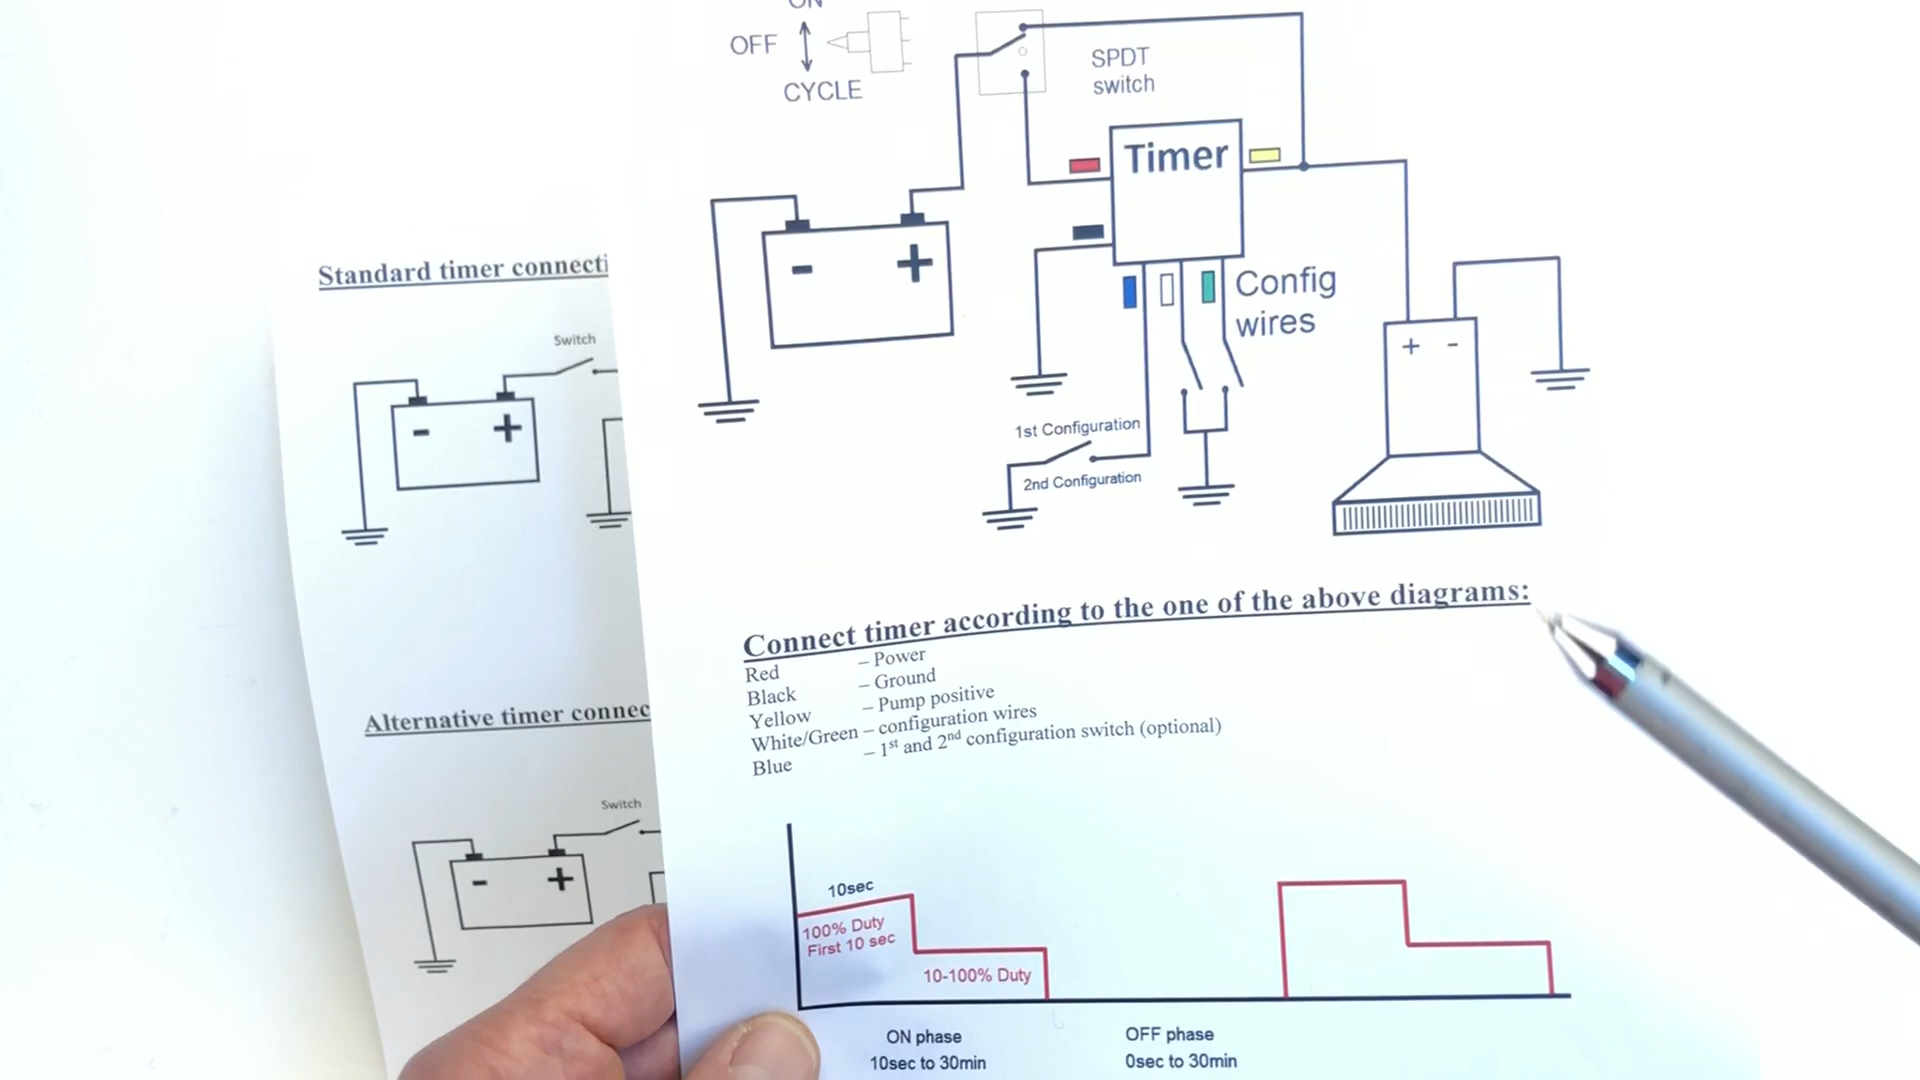 OFF
CYCLE
SPDT
switch
Timer
- +
Config
wires
+ -
1st Configuration
2nd Configuration
Connect timer according to the one of the above diagrams:
Red – Power
Black – Ground
Yellow – Pump positive
White/Green – configuration wires
Blue – 1st and 2nd configuration switch (optional)
10sec
100% Duty
First 10 sec
10-100% Duty
ON phase
10sec to 30min
OFF phase
0sec to 30min
Standard timer connecti
Switch
- +
Alternative timer connec
Switch
- +